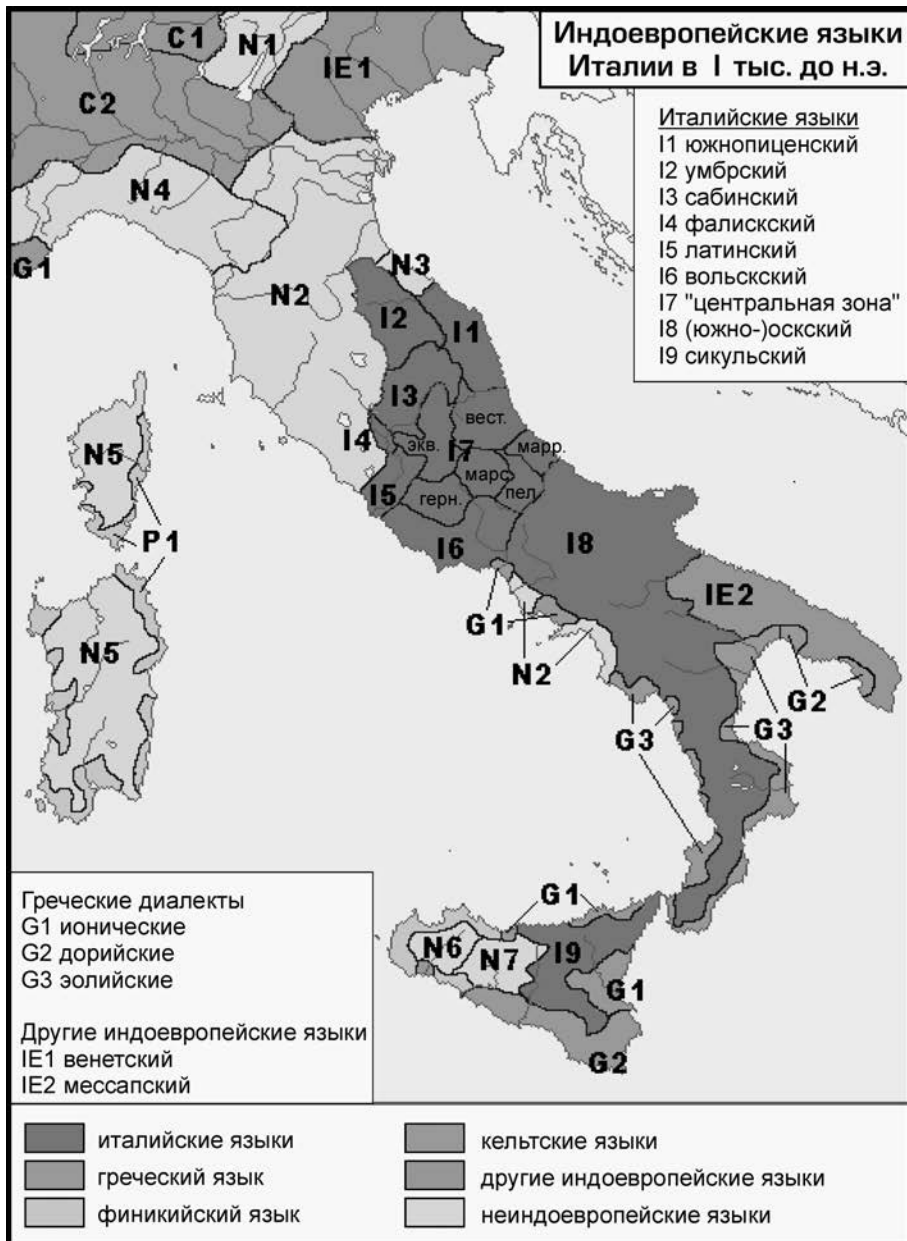 Индоевропейские языки
Италии в I тыс. до н.э.
Италийские языки
I1 южнопиценский
I2 умбрский
I3 сабинский
I4 фалискский
I5 латинский
I6 вольскский
I7 "центральная зона"
I8 (южно-)оскский
I9 сикульский
C1
N1
IE1
C2
N4
G1
N2
N3
I2
I1
I3
вест.
I4
экв.
I7
марр.
марс.
I5
герн.
пел.
N5
P1
I6
I8
IE2
G1
N5
N2
G2
G3
G3
G1
N6
N7
I9
G1
G2
Греческие диалекты
G1 ионические
G2 дорийские
G3 эолийские
Другие индоевропейские языки
IE1 венетский
IE2 мессапский
италийские языки
кельтские языки
греческий язык
другие индоевропейские языки
финикийский язык
неиндоевропейские языки